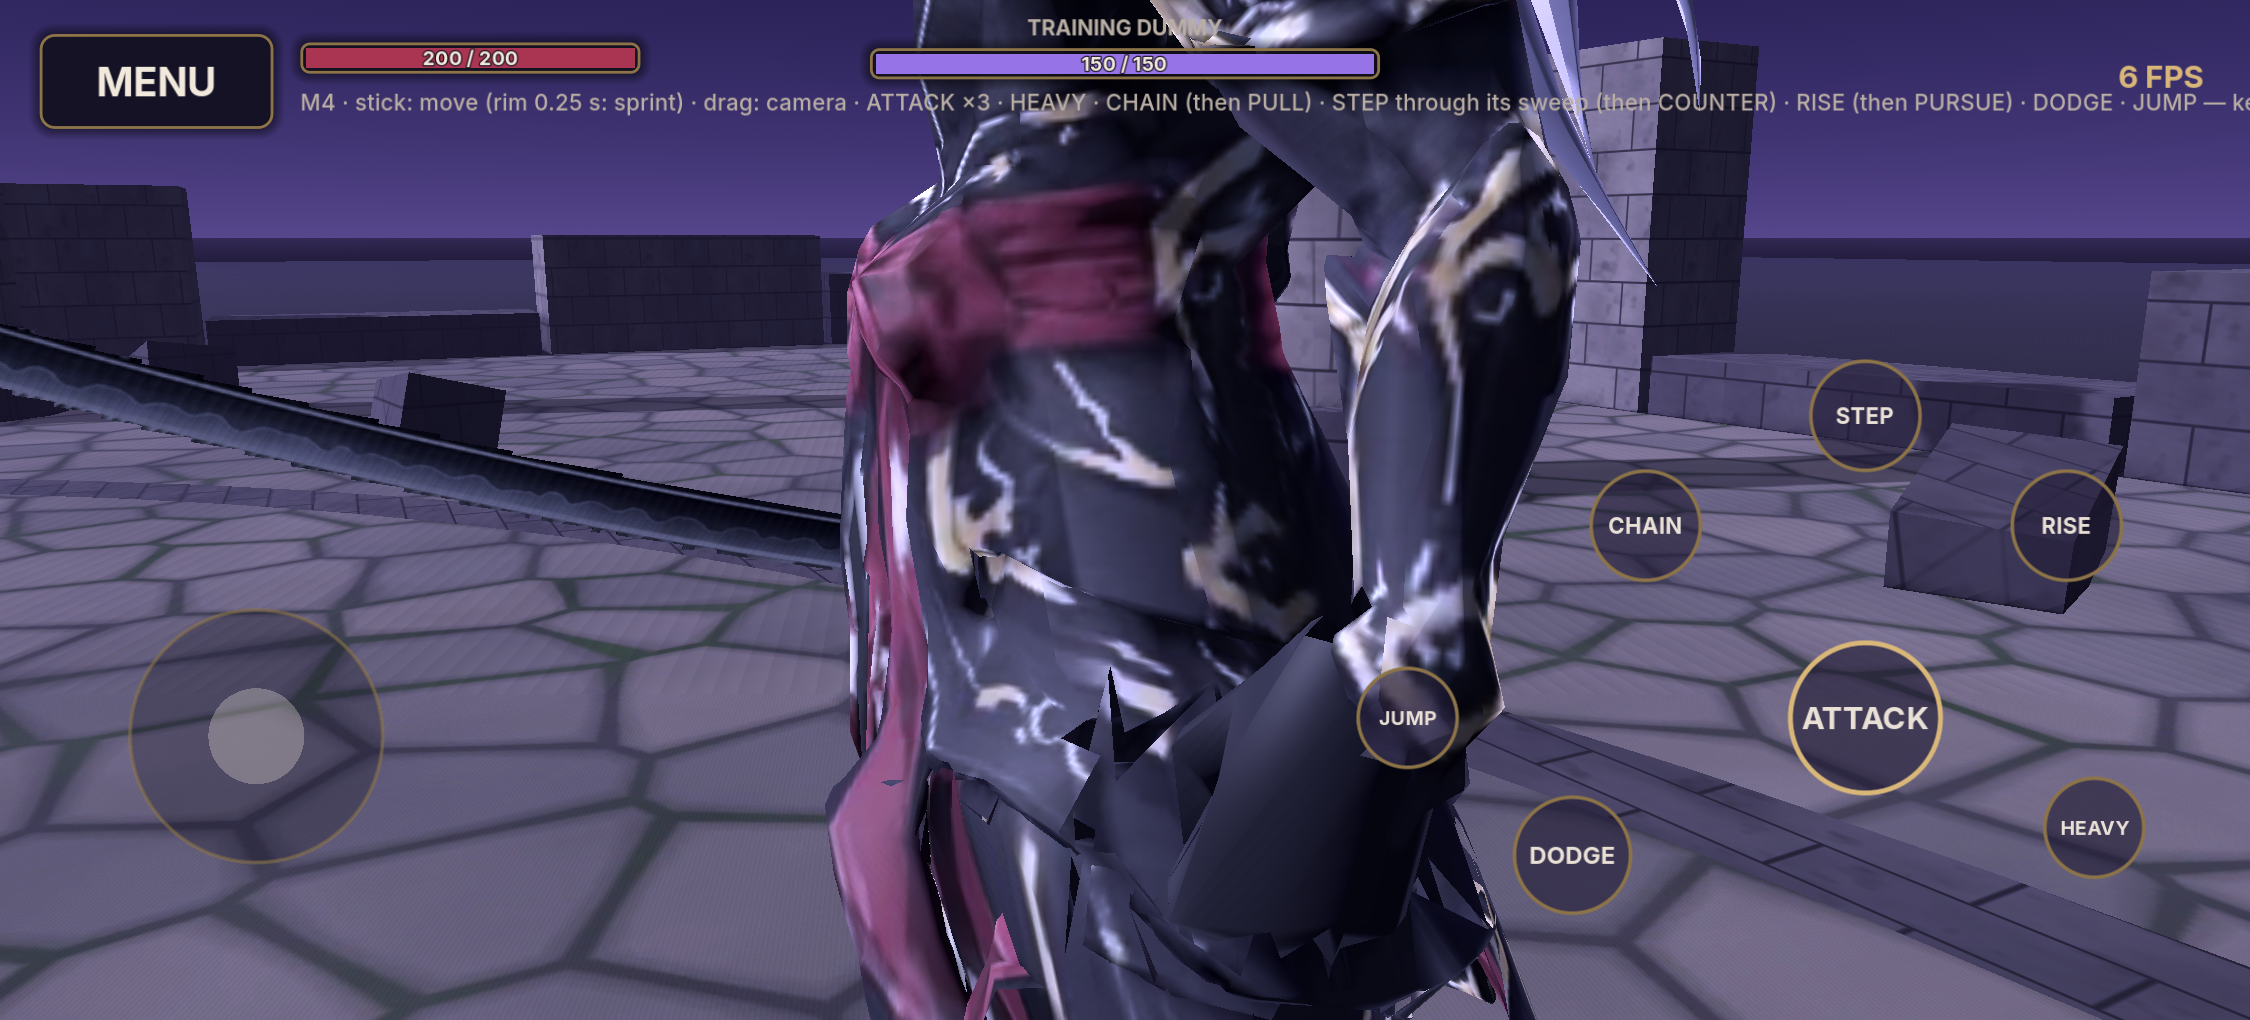 TRAINING DUMMY
MENU
200 / 200
150 / 150
6 FPS
M4 · stick: move (rim 0.25 s: sprint) · drag: camera · ATTACK ×3 · HEAVY · CHAIN (then PULL) · STEP through its sweep (then COUNTER) · RISE (then PURSUE) · DODGE · JUMP —
STEP
CHAIN
RISE
JUMP
ATTACK
HEAVY
DODGE